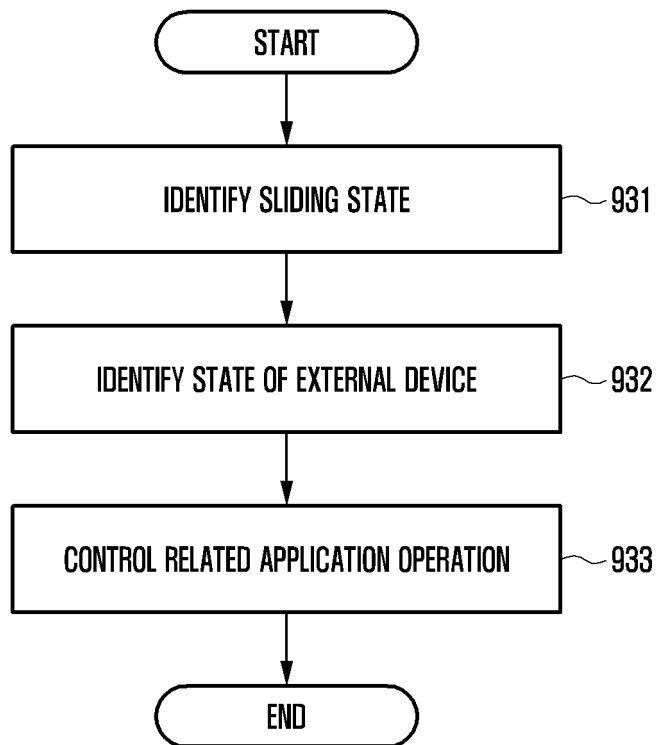 START
IDENTIFY SLIDING STATE
931
IDENTIFY STATE OF EXTERNAL DEVICE
932
CONTROL RELATED APPLICATION OPERATION
933
END